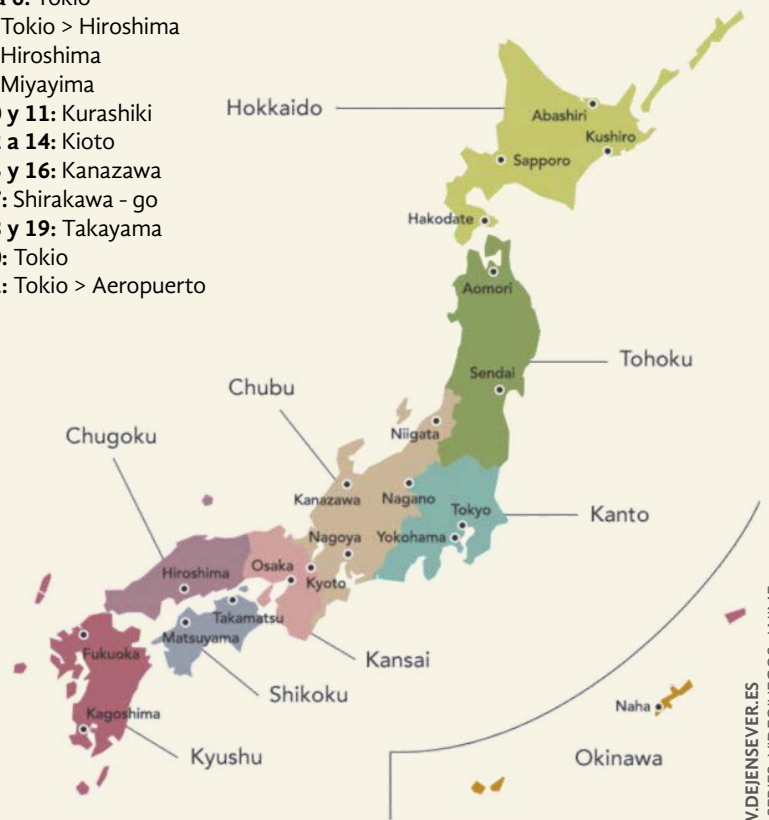 a 6: Tokio
Tokio > Hiroshima
Hiroshima
Miyayima
y 11: Kurashiki
a 14: Kioto
y 16: Kanazawa
: Shirakawa - go
y 19: Takayama
: Tokio
: Tokio > Aeropuerto
Hokkaido
Abashiri
Kushiro
Sapporo
Hakodate
Aomori
Tohoku
Sendai
Chubu
Niigata
Chugoku
Kanazawa
Nagano
Tokyo
Kanto
Nagoya
Yokohama
Hiroshima
Osaka
Kyoto
Takamatsu
Matsuyama
Fukuoka
Kansai
Shikoku
Kagoshima
Naha
Kyushu
Okinawa
.DEJENSEVER.ES